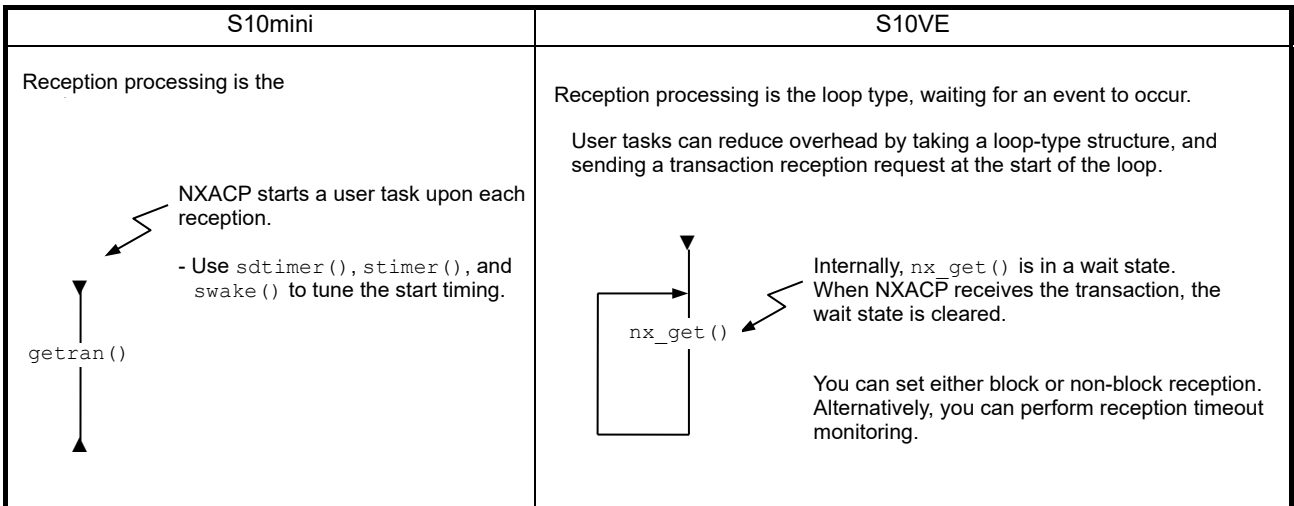 S10mini
S10VE
Reception processing is the
NXACP starts a user task upon each
reception.
- Use sdtimer(), stimer(), and
swake() to tune the start timing.
getran()
Reception processing is the loop type, waiting for an event to occur.
User tasks can reduce overhead by taking a loop-type structure, and
sending a transaction reception request at the start of the loop.
Internally, nx_get() is in a wait state.
When NXACP receives the transaction, the
wait state is cleared.
nx_get()
You can set either block or non-block reception.
Alternatively, you can perform reception timeout
monitoring.